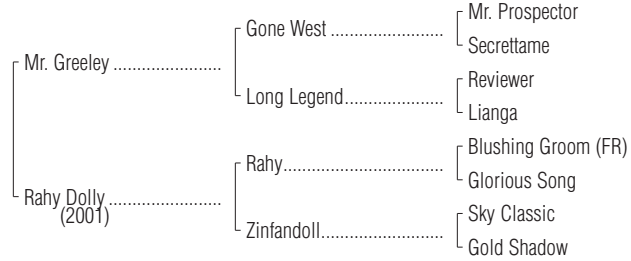 Mr. Prospector
Gone West ........................
Secrettame
Mr. Greeley ........................
Reviewer
Long Legend.....................
Lianga
Blushing Groom (FR)
Rahy...................................
Glorious Song
Rahy Dolly ........................
(2001)
Sky Classic
Zinfandoll..........................
Gold Shadow